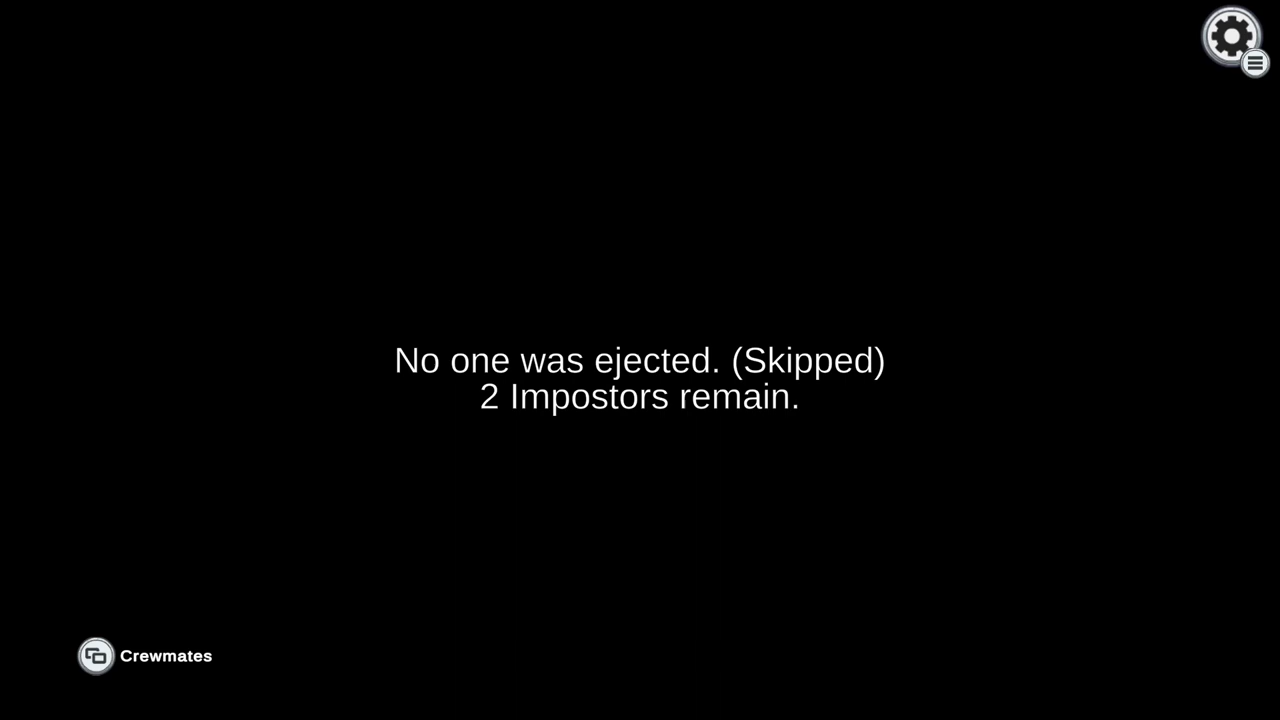 No one was ejected. (Skipped)
2 Impostors remain.
Crewmates